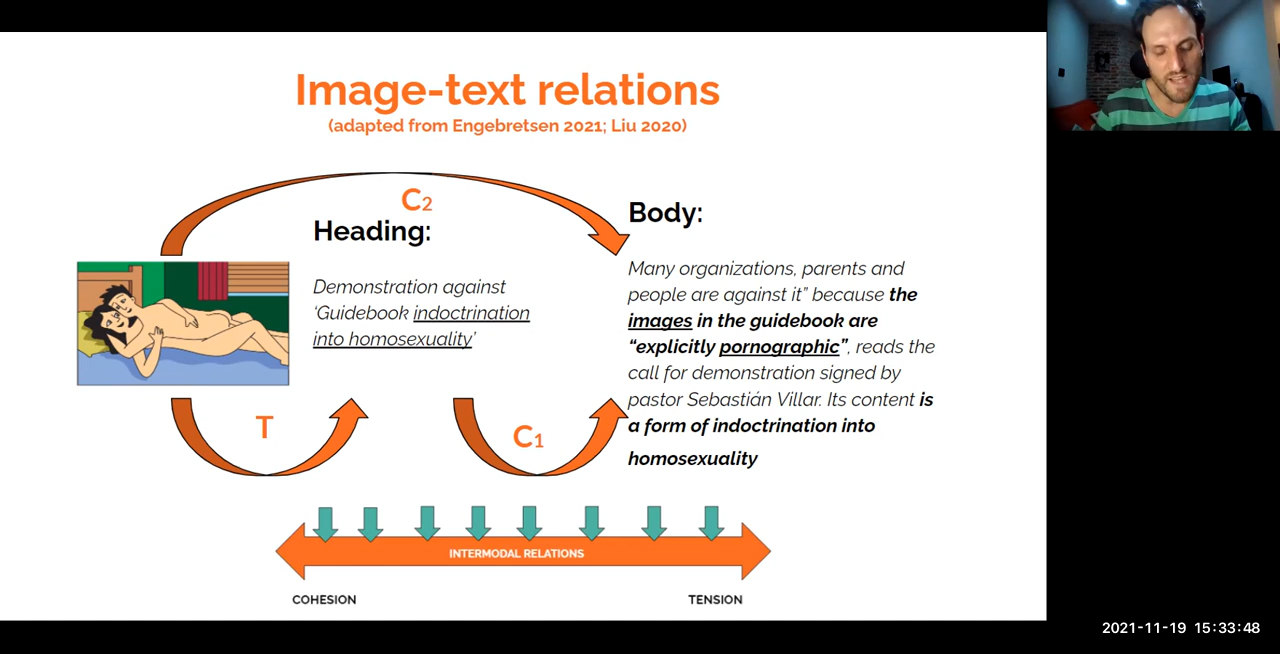 Image-text relations
(adapted from Engebretsen 2021; Liu 2020)
C2
Heading:
Demonstration against
‘Guidebook indoctrination
into homosexuality’
Body:
Many organizations, parents and
people are against it” because the
images in the guidebook are
“explicitly pornographic”, reads the
call for demonstration signed by
pastor Sebastián Villar. Its content is
a form of indoctrination into
homosexuality
T
C1
INTERMODAL RELATIONS
COHESION
TENSION
2021-11-19 15:33:48